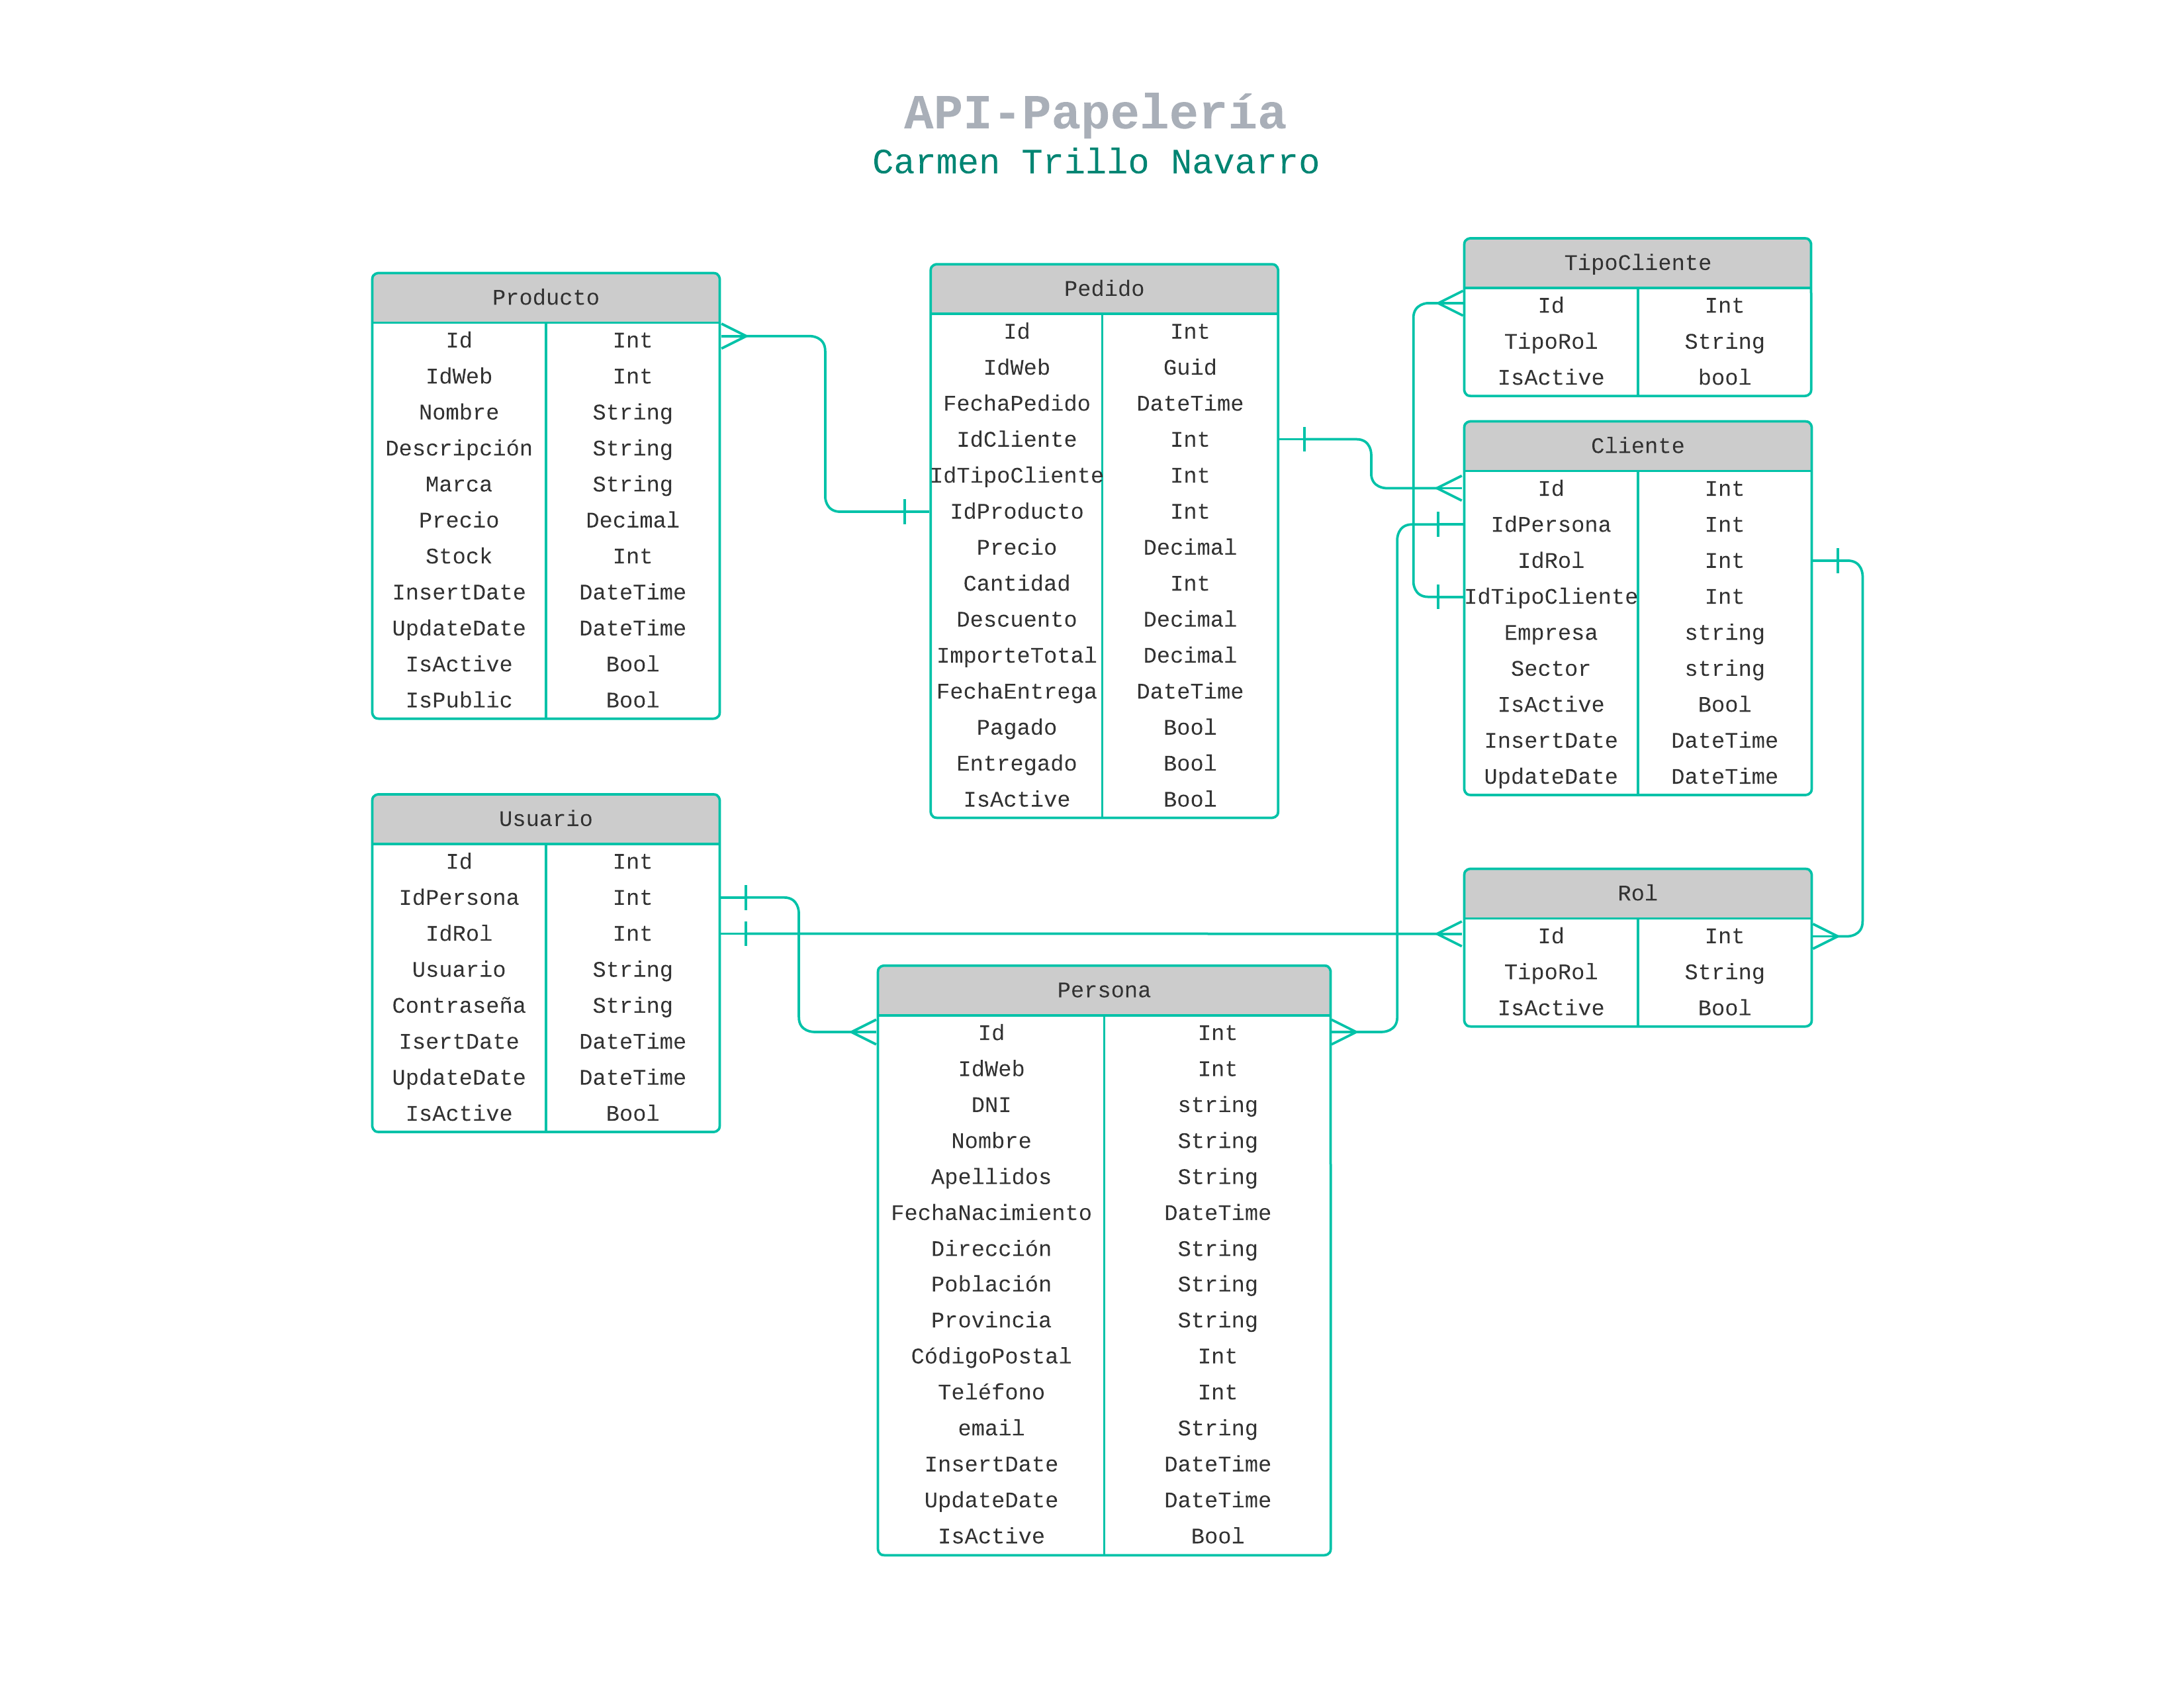 API-Papelería
Carmen Trillo Navarro
Producto
Id Int
IdWeb Int
Nombre String
Descripción String
Marca String
Precio Decimal
Stock Int
InsertDate DateTime
UpdateDate DateTime
IsActive Bool
IsPublic Bool
Pedido
Id Int
IdWeb Guid
FechaPedido DateTime
IdCliente Int
IdTipoCliente Int
IdProducto Int
Precio Decimal
Cantidad Int
Descuento Decimal
ImporteTotal Decimal
FechaEntrega DateTime
Pagado Bool
Entregado Bool
IsActive Bool
TipoCliente
Id Int
TipoRol String
IsActive bool
Cliente
Id Int
IdPersona Int
IdRol Int
IdTipoCliente Int
Empresa string
Sector string
IsActive Bool
InsertDate DateTime
UpdateDate DateTime
Usuario
Id Int
IdPersona Int
IdRol Int
Usuario String
Contraseña String
IsertDate DateTime
UpdateDate DateTime
IsActive Bool
Rol
Id Int
TipoRol String
IsActive Bool
Persona
Id Int
IdWeb Int
DNI string
Nombre String
Apellidos String
FechaNacimiento DateTime
Dirección String
Población String
Provincia String
CódigoPostal Int
Teléfono Int
email String
InsertDate DateTime
UpdateDate DateTime
IsActive Bool